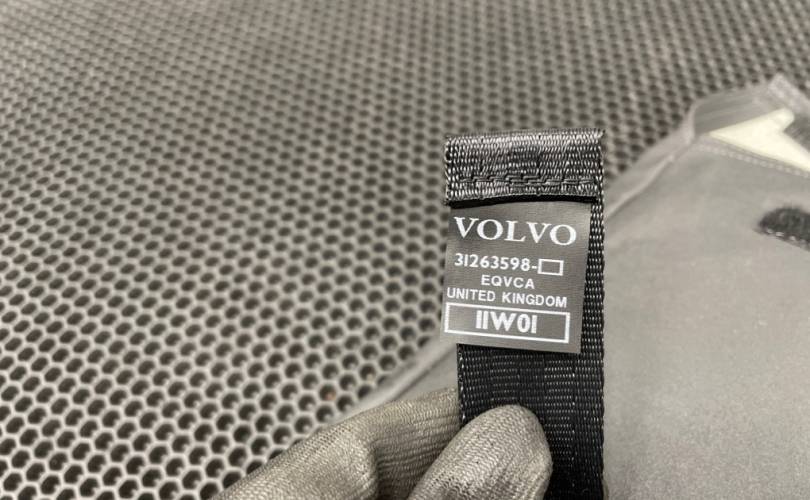 VOLVO
31263598-
EQVCA
UNITED KINGDOM
11W01